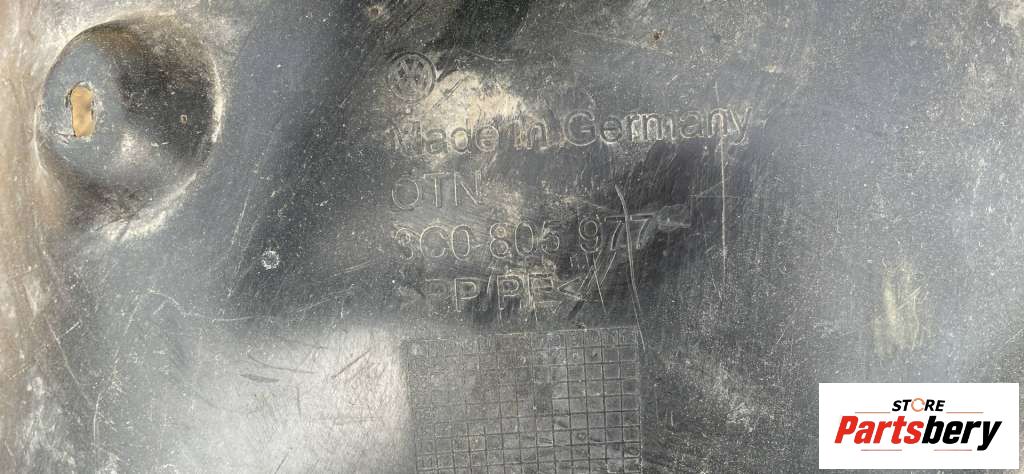 Made in Germany
OTN
3C0 805 977
>PP/PE<
STORE
Partsbery